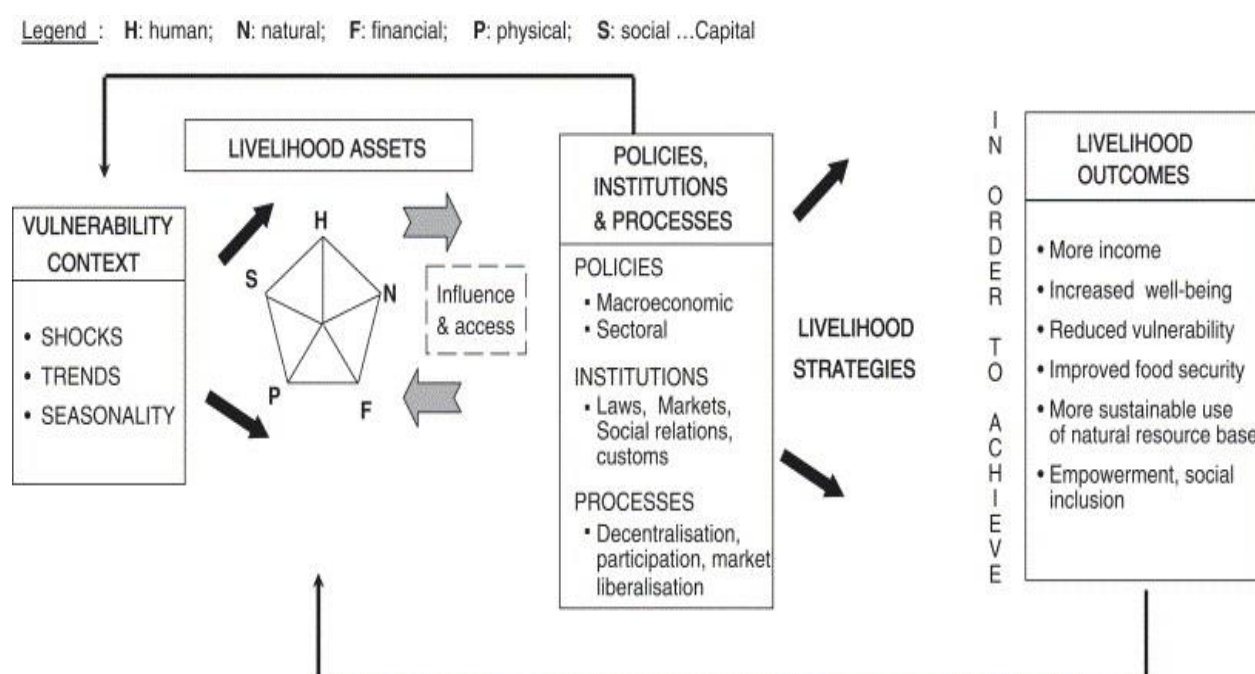 Legend : H: human; N: natural; F: financial; P: physical; S: social ...Capital
LIVELIHOOD ASSETS
VULNERABILITY
CONTEXT
• SHOCKS
• TRENDS
• SEASONALITY
H
S
N
P
F
Influence
& access
POLICIES,
INSTITUTIONS
& PROCESSES
POLICIES
▪ Macroeconomic
▪ Sectoral
INSTITUTIONS
▪ Laws, Markets,
Social relations,
customs
PROCESSES
▪ Decentralisation,
participation, market
liberalisation
LIVELIHOOD
STRATEGIES
IN ORDER TO ACHIEVE
LIVELIHOOD
OUTCOMES
• More income
• Increased well-being
• Reduced vulnerability
• Improved food security
• More sustainable use
of natural resource base
• Empowerment, social
inclusion